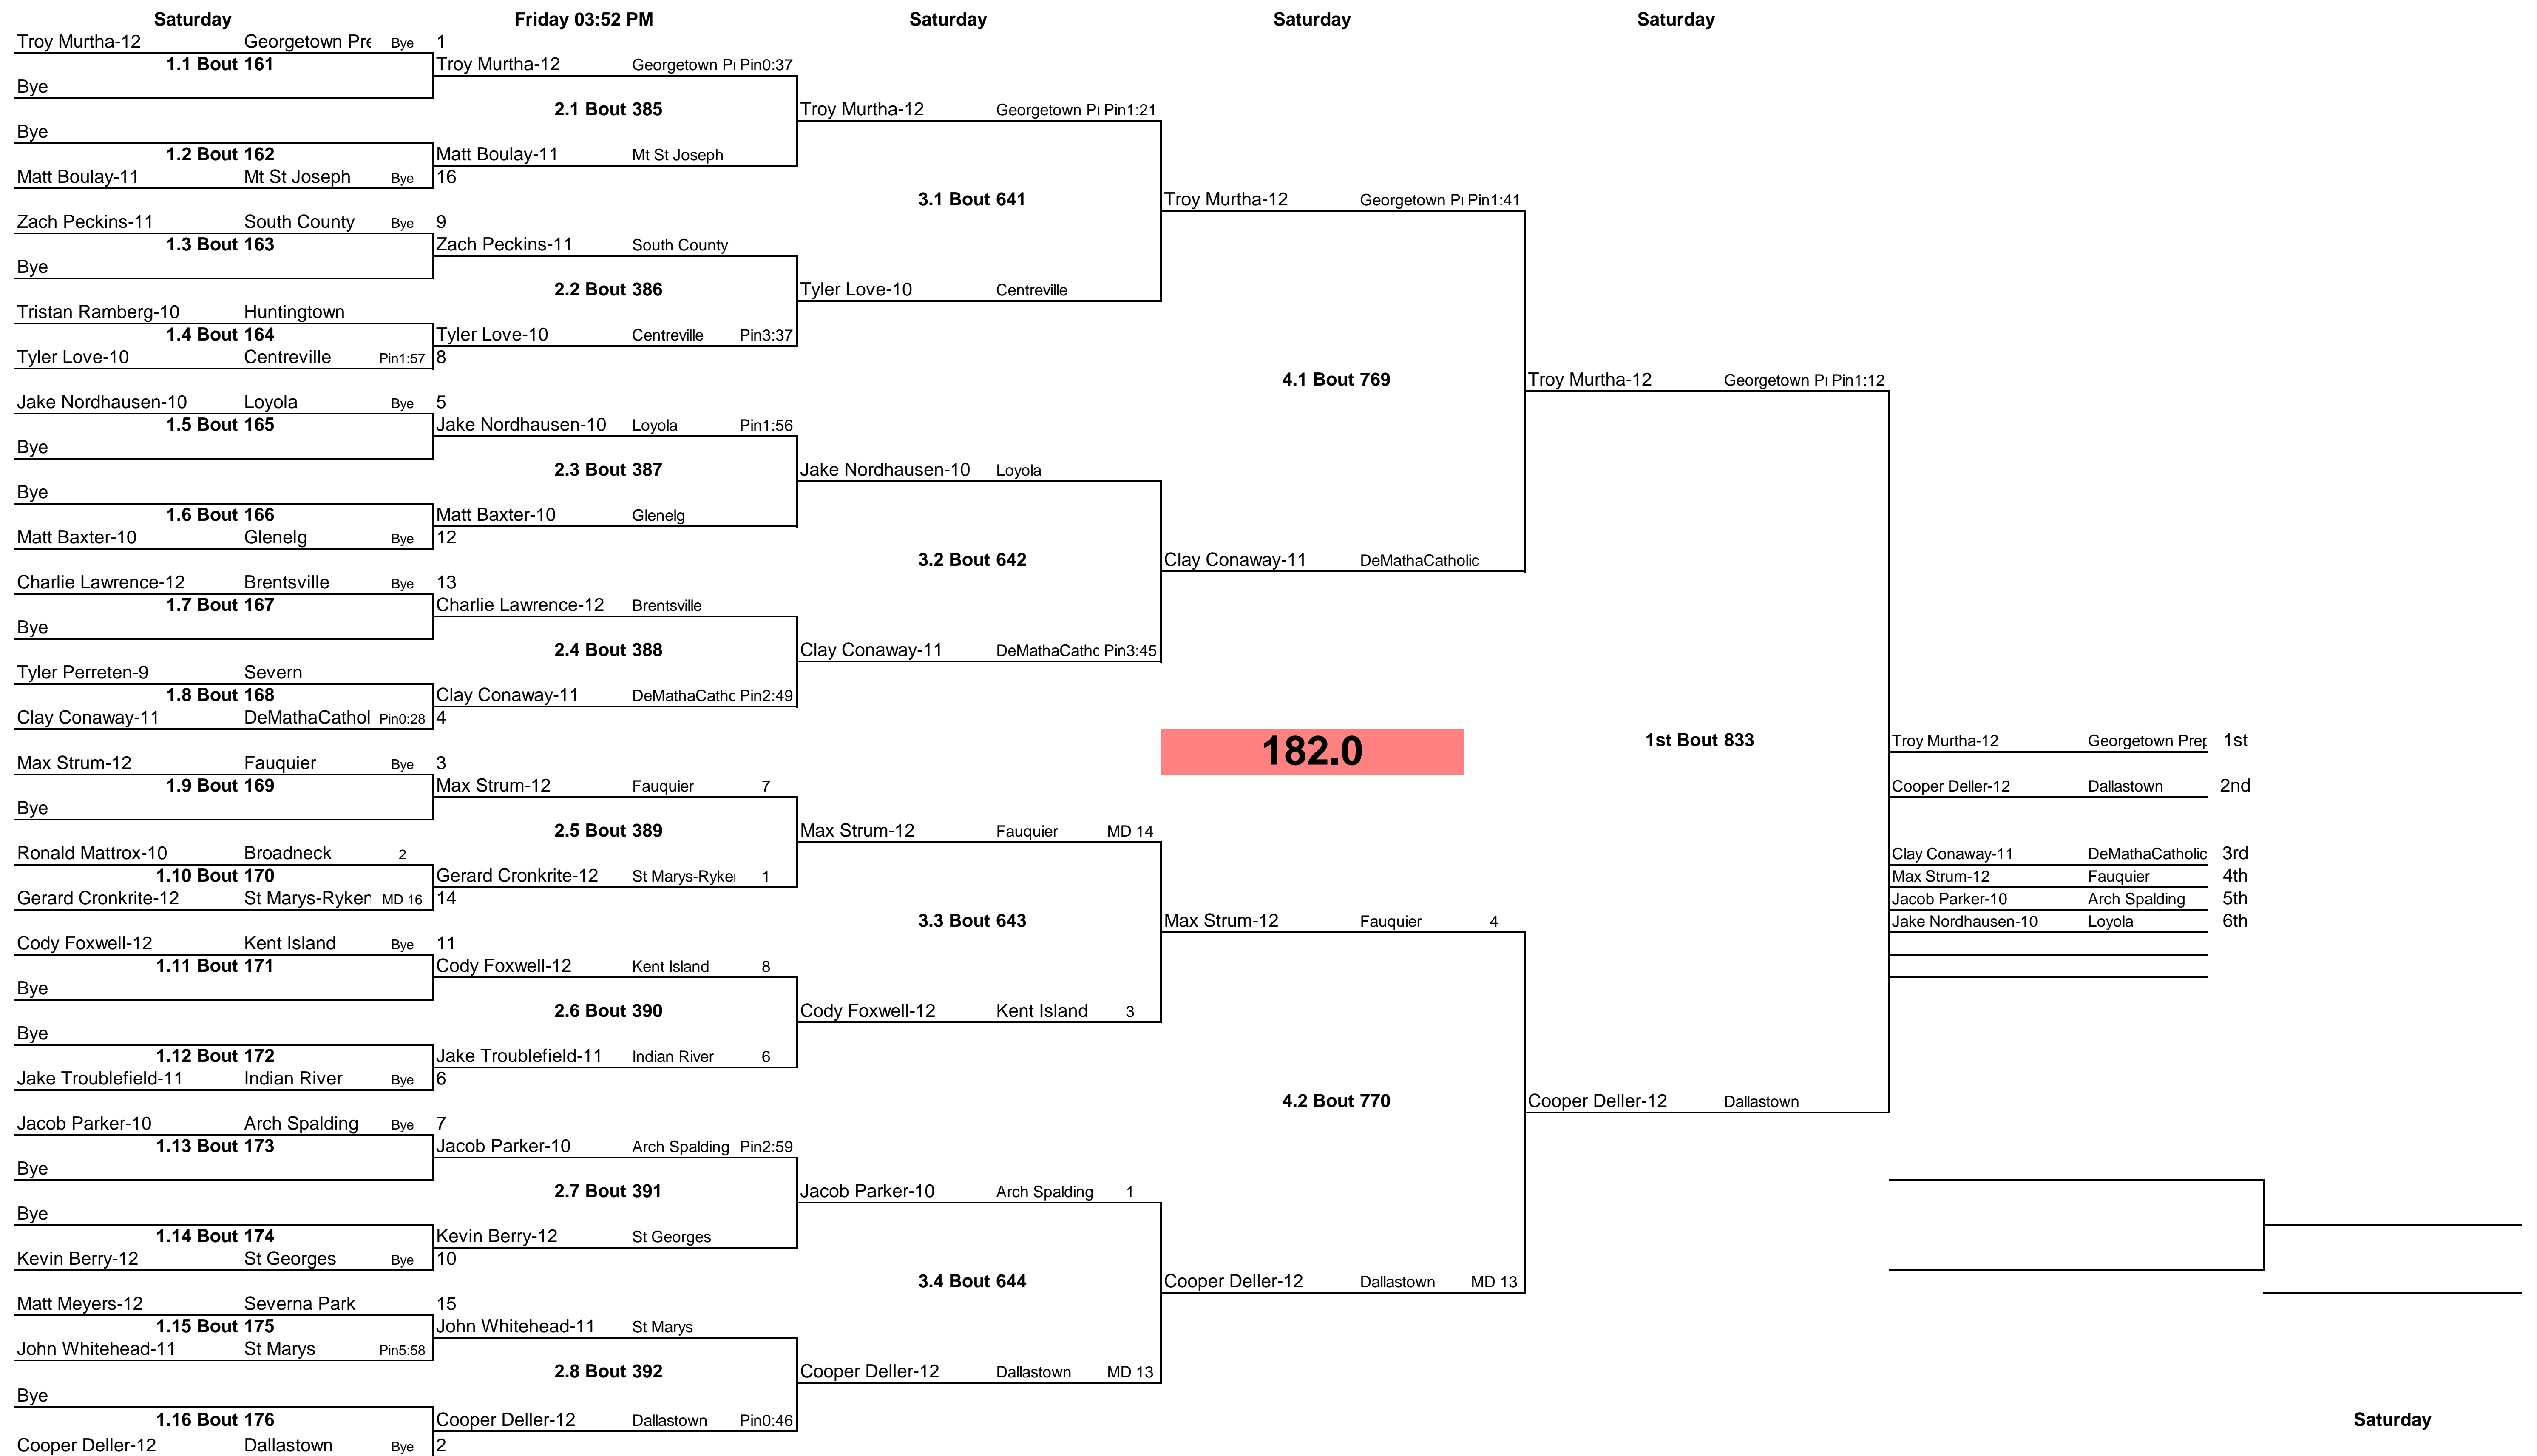 Saturday Friday 03:52 PM Saturday Saturday Saturday
Troy Murtha-12 Georgetown Pre Bye 1
1.1 Bout 161 Troy Murtha-12 Georgetown Pr Pin0:37
Bye
2.1 Bout 385 Troy Murtha-12 Georgetown Pr Pin1:21
Bye
1.2 Bout 162 Matt Boulay-11 Mt St Joseph
Matt Boulay-11 Mt St Joseph Bye 16
3.1 Bout 641 Troy Murtha-12 Georgetown Pr Pin1:41
Zach Peckins-11 South County Bye 9
1.3 Bout 163 Zach Peckins-11 South County
Bye
2.2 Bout 386 Tyler Love-10 Centreville
Tristan Ramberg-10 Huntingtown
1.4 Bout 164 Tyler Love-10 Centreville Pin3:37
Tyler Love-10 Centreville Pin1:57 8
4.1 Bout 769 Troy Murtha-12 Georgetown Pr Pin1:12
Jake Nordhausen-10 Loyola Bye 5
1.5 Bout 165 Jake Nordhausen-10 Loyola Pin1:56
Bye
2.3 Bout 387 Jake Nordhausen-10 Loyola
Bye
1.6 Bout 166 Matt Baxter-10 Glenelg
Matt Baxter-10 Glenelg Bye 12
3.2 Bout 642 Clay Conaway-11 DeMathaCatholic
Charlie Lawrence-12 Brentsville Bye 13
1.7 Bout 167 Charlie Lawrence-12 Brentsville
Bye
2.4 Bout 388 Clay Conaway-11 DeMathaCatho Pin3:45
Tyler Perreten-9 Severn
1.8 Bout 168 Clay Conaway-11 DeMathaCatho Pin2:49
Clay Conaway-11 DeMathaCathol Pin0:28 4
182.0 1st Bout 833 Troy Murtha-12 Georgetown Prep 1st
Max Strum-12 Fauquier Bye 3
1.9 Bout 169 Max Strum-12 Fauquier 7 Cooper Deller-12 Dallastown 2nd
Bye
2.5 Bout 389 Max Strum-12 Fauquier MD 14
Ronald Mattrox-10 Broadneck 2 Clay Conaway-11 DeMathaCatholic 3rd
1.10 Bout 170 Gerard Cronkrite-12 St Marys-Ryke 1 Max Strum-12 Fauquier 4th
Gerard Cronkrite-12 St Marys-Ryken MD 16 14 Jacob Parker-10 Arch Spalding 5th
3.3 Bout 643 Max Strum-12 Fauquier 4 Jake Nordhausen-10 Loyola 6th
Cody Foxwell-12 Kent Island Bye 11
1.11 Bout 171 Cody Foxwell-12 Kent Island 8
Bye
2.6 Bout 390 Cody Foxwell-12 Kent Island 3
Bye
1.12 Bout 172 Jake Troublefield-11 Indian River 6
Jake Troublefield-11 Indian River Bye 6
4.2 Bout 770 Cooper Deller-12 Dallastown
Jacob Parker-10 Arch Spalding Bye 7
1.13 Bout 173 Jacob Parker-10 Arch Spalding Pin2:59
Bye
2.7 Bout 391 Jacob Parker-10 Arch Spalding 1
Bye
1.14 Bout 174 Kevin Berry-12 St Georges
Kevin Berry-12 St Georges Bye 10
3.4 Bout 644 Cooper Deller-12 Dallastown MD 13
Matt Meyers-12 Severna Park 15
1.15 Bout 175 John Whitehead-11 St Marys
John Whitehead-11 St Marys Pin5:58
2.8 Bout 392 Cooper Deller-12 Dallastown MD 13
Bye
1.16 Bout 176 Cooper Deller-12 Dallastown Pin0:46 Saturday
Cooper Deller-12 Dallastown Bye 2